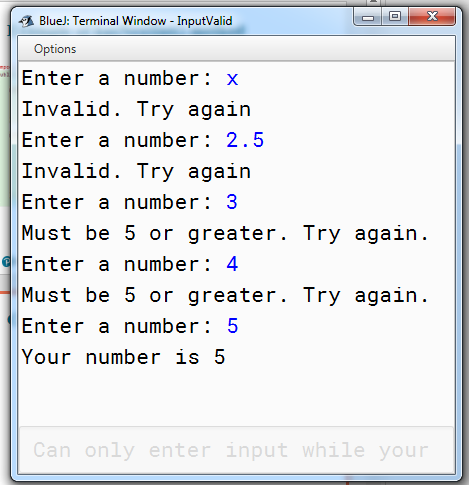 BlueJ: Terminal Window - InputValid
Options
Enter a number: x
Invalid. Try again
Enter a number: 2.5
Invalid. Try again
Enter a number: 3
Must be 5 or greater. Try again.
Enter a number: 4
Must be 5 or greater. Try again.
Enter a number: 5
Your number is 5
Can only enter input while your